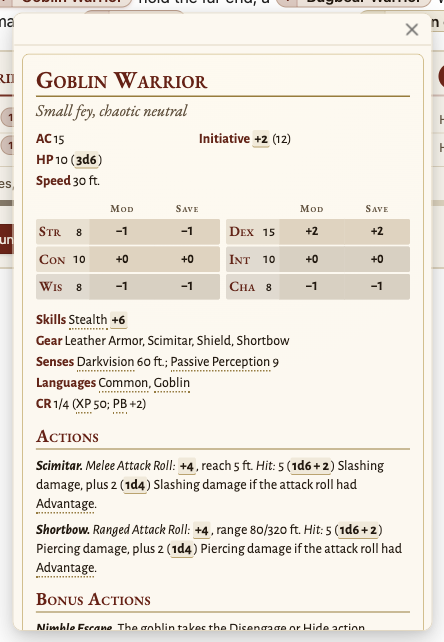 Goblin Warrior
hold the far end, a
Bugbear Warrior
Goblin Warrior
Small fey, chaotic neutral
AC 15 Initiative +2 (12)
HP 10 (3d6)
Speed 30 ft.
Mod Save Mod Save
Str 8 −1 −1 Dex 15 +2 +2
Con 10 +0 +0 Int 10 +0 +0
Wis 8 −1 −1 Cha 8 −1 −1
Skills Stealth +6
Gear Leather Armor, Scimitar, Shield, Shortbow
Senses Darkvision 60 ft.; Passive Perception 9
Languages Common, Goblin
CR 1/4 (XP 50; PB +2)
Actions
Scimitar. Melee Attack Roll: +4, reach 5 ft. Hit: 5 (1d6 + 2) Slashing
damage, plus 2 (1d4) Slashing damage if the attack roll had
Advantage.
Shortbow. Ranged Attack Roll: +4, range 80/320 ft. Hit: 5 (1d6 + 2)
Piercing damage, plus 2 (1d4) Piercing damage if the attack roll had
Advantage.
Bonus Actions
Nimble Escape. The goblin takes the Disengage or Hide action.